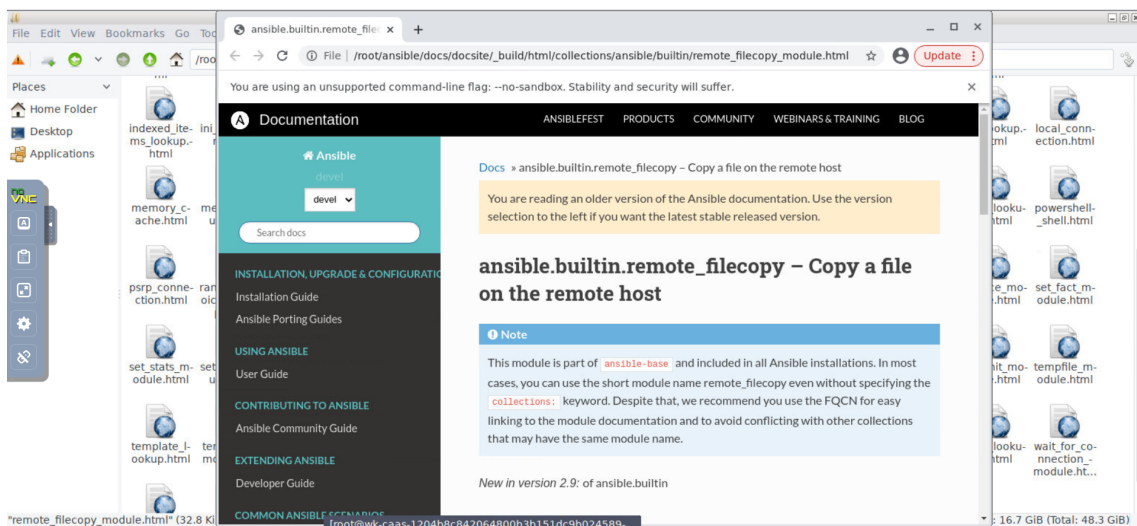 ansible.builtin.remote_file
File Edit View Bookmarks Go
File /root/ansible/docs/docsite/_build/html/collections/ansible/builtin/remote_filecopy_module.html
Update
/roo
Places
You are using an unsupported command-line flag: --no-sandbox. Stability and security will suffer.
Home Folder
Desktop
Applications
indexed_ite-
ms_lookup.-
html
local_conn-
ection.html
Documentation
ANSIBLEFEST PRODUCTS COMMUNITY WEBINARS & TRAINING BLOG
Ansible
devel
devel
Search docs
Docs » ansible.builtin.remote_filecopy – Copy a file on the remote host
You are reading an older version of the Ansible documentation. Use the version
selection to the left if you want the latest stable released version.
no
VNC
memory_c-
ache.html
powershell-
_shell.html
INSTALLATION, UPGRADE & CONFIGURATIO
Installation Guide
Ansible Porting Guides
ansible.builtin.remote_filecopy – Copy a file
on the remote host
psrp_conne-
ction.html
set_fact_m-
odule.html
USING ANSIBLE
User Guide
Note
This module is part of ansible-base and included in all Ansible installations. In most
cases, you can use the short module name remote_filecopy even without specifying the
collections: keyword. Despite that, we recommend you use the FQCN for easy
linking to the module documentation and to avoid conflicting with other collections
that may have the same module name.
set_stats_m-
odule.html
tempfile_m-
odule.html
CONTRIBUTING TO ANSIBLE
Ansible Community Guide
template_l-
ookup.html
wait_for_co-
nnection_-
module.ht...
EXTENDING ANSIBLE
Developer Guide
New in version 2.9: of ansible.builtin
COMMON ANSIBLE SCENARIOS
"remote_filecopy_module.html" (32.8 Ki
[root@wk-caas-1204b8c842064800b3b151dc9b024589-
: 16.7 GiB (Total: 48.3 GiB)